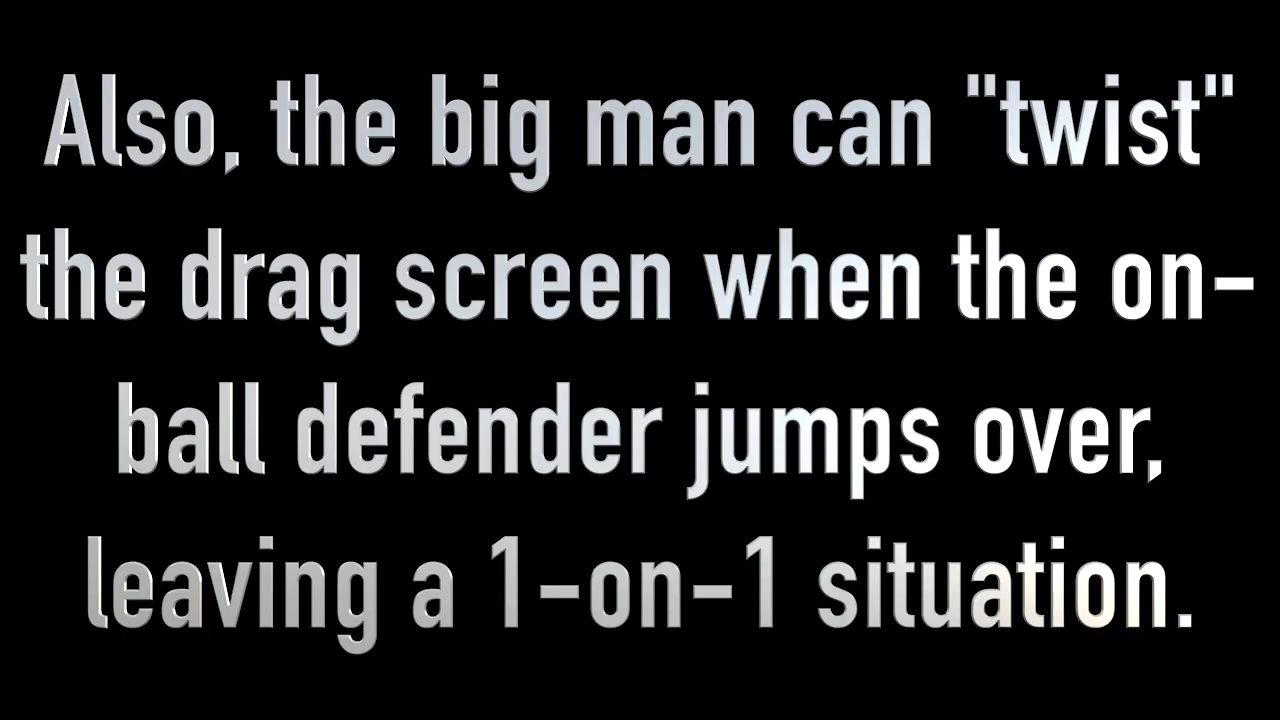 Also, the big man can "twist"
the drag screen when the on-
ball defender jumps over,
leaving a 1-on-1 situation.